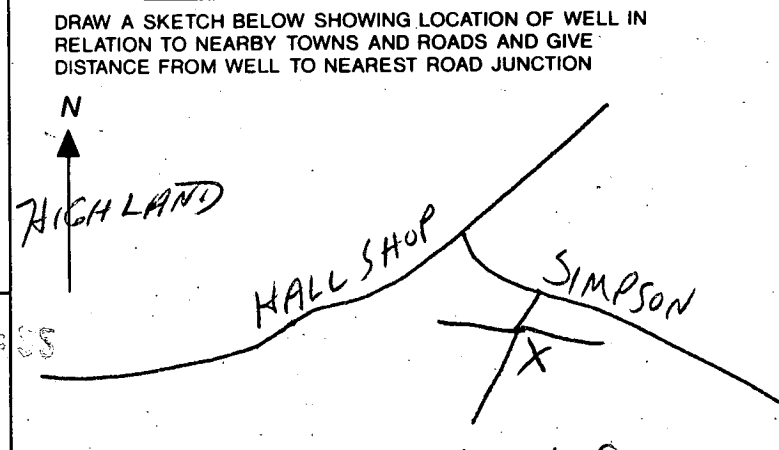 DRAW A SKETCH BELOW SHOWING LOCATION OF WELL IN
RELATION TO NEARBY TOWNS AND ROADS AND GIVE
DISTANCE FROM WELL TO NEAREST ROAD JUNCTION
N
HIGHLAND
HALL SHOP
SIMPSON
X